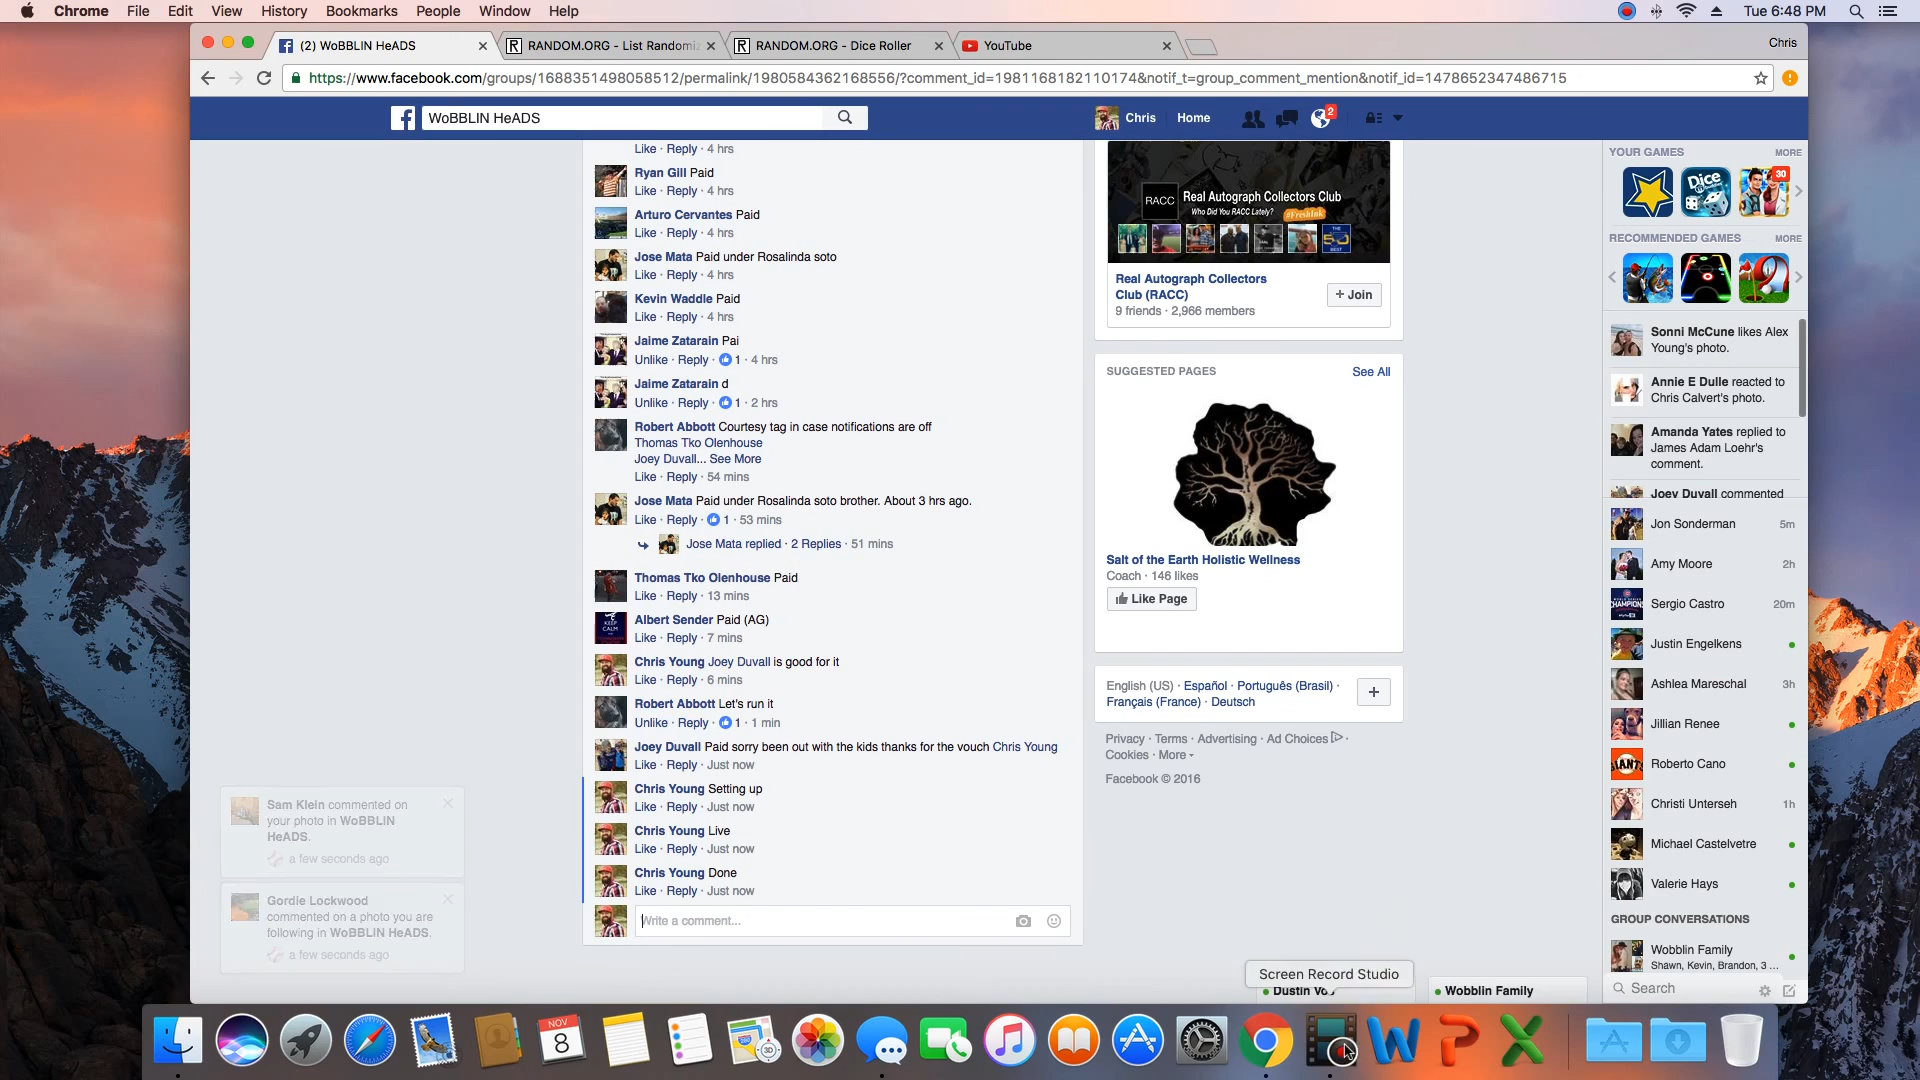 Chrome File Edit View History Bookmarks People Window Help
Tue 6:48 PM
(2) WoBBLIN HeADS
RANDOM.ORG - List Randomiz
RANDOM.ORG - Dice Roller
YouTube
Chris
https://www.facebook.com/groups/1688351498058512/permalink/1980584362168556/?comment_id=1981168182110174&notif_t=group_comment_mention&notif_id=1478652347486715
WoBBLIN HeADS
Chris Home
2
Like · Reply · 4 hrs
Ryan Gill Paid
Like · Reply · 4 hrs
Arturo Cervantes Paid
Like · Reply · 4 hrs
Jose Mata Paid under Rosalinda soto
Like · Reply · 4 hrs
Kevin Waddle Paid
Like · Reply · 4 hrs
Jaime Zatarain Pai
Unlike · Reply · 1 · 4 hrs
Jaime Zatarain d
Unlike · Reply · 1 · 2 hrs
Robert Abbott Courtesy tag in case notifications are off
Thomas Tko Olenhouse
Joey Duvall... See More
Like · Reply · 54 mins
Jose Mata Paid under Rosalinda soto brother. About 3 hrs ago.
Like · Reply · 1 · 53 mins
Jose Mata replied · 2 Replies · 51 mins
Thomas Tko Olenhouse Paid
Like · Reply · 13 mins
Albert Sender Paid (AG)
Like · Reply · 7 mins
Chris Young Joey Duvall is good for it
Like · Reply · 6 mins
Robert Abbott Let's run it
Unlike · Reply · 1 · 1 min
Joey Duvall Paid sorry been out with the kids thanks for the vouch Chris Young
Like · Reply · Just now
Chris Young Setting up
Like · Reply · Just now
Chris Young Live
Like · Reply · Just now
Chris Young Done
Like · Reply · Just now
Write a comment...
Sam Klein commented on
your photo in WoBBLIN
HeADS.
a few seconds ago
Gordie Lockwood
commented on a photo you are
following in WoBBLIN HeADS.
a few seconds ago
RACC
Real Autograph Collectors Club
Who Did You RACC Lately?
#FreshInk
Real Autograph Collectors
Club (RACC)
9 friends · 2,966 members
+ Join
SUGGESTED PAGES
See All
Salt of the Earth Holistic Wellness
Coach · 146 likes
Like Page
English (US) · Español · Português (Brasil) ·
Français (France) · Deutsch
Privacy · Terms · Advertising · Ad Choices ·
Cookies · More
Facebook © 2016
YOUR GAMES
MORE
Dice
30
RECOMMENDED GAMES
MORE
Sonni McCune likes Alex
Young's photo.
Annie E Dulle reacted to
Chris Calvert's photo.
Amanda Yates replied to
James Adam Loehr's
comment.
Joey Duvall commented
Jon Sonderman 5m
Amy Moore 2h
Sergio Castro 20m
Justin Engelkens
Ashlea Mareschal 3h
Jillian Renee
Roberto Cano
Christi Unterseh 1h
Michael Castelvetre
Valerie Hays
GROUP CONVERSATIONS
Wobblin Family
Shawn, Kevin, Brandon, 3 ...
Search
Screen Record Studio
Dustin
Wobblin Family
NOV
8
3D